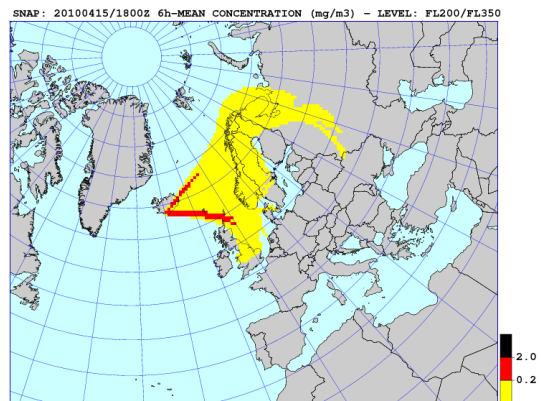 SNAP: 20100415/1800Z 6h-MEAN CONCENTRATION (mg/m3) - LEVEL: FL200/FL350
2.0
0.2